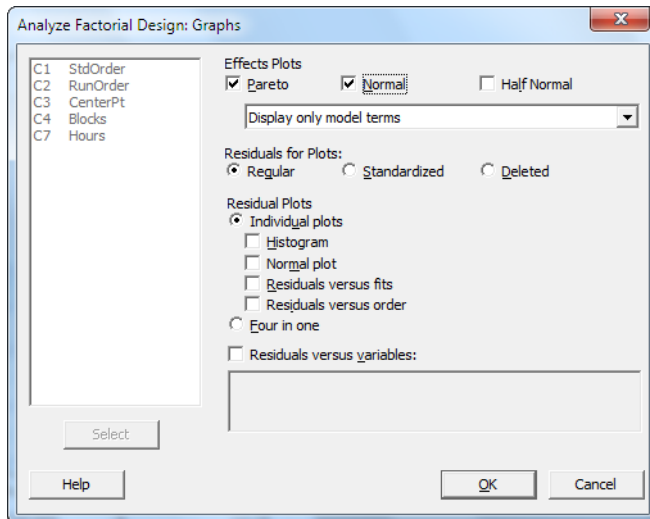 Analyze Factorial Design: Graphs
C1 StdOrder
C2 RunOrder
C3 CenterPt
C4 Blocks
C7 Hours
Effects Plots
Pareto Normal Half Normal
Display only model terms
Residuals for Plots:
Regular Standardized Deleted
Residual Plots
Individual plots
Histogram
Normal plot
Residuals versus fits
Residuals versus order
Four in one
Residuals versus variables:
Select
Help OK Cancel